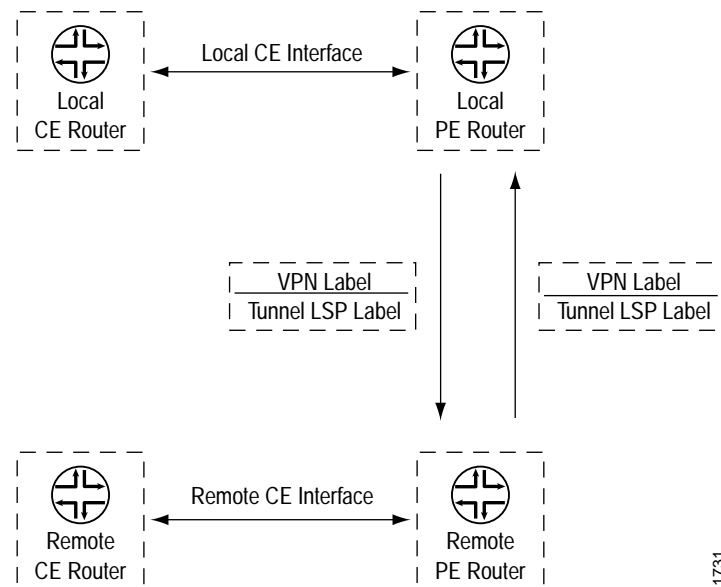 Local
CE Router
Local CE Interface
Local
PE Router
VPN Label
Tunnel LSP Label
VPN Label
Tunnel LSP Label
Remote
CE Router
Remote CE Interface
Remote
PE Router
1731